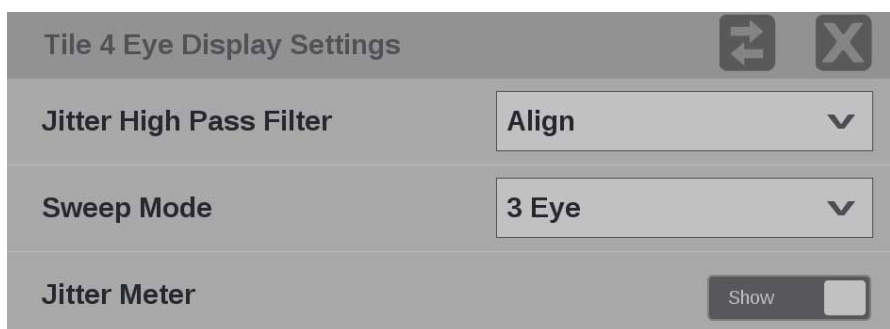 Tile 4 Eye Display Settings
Jitter High Pass Filter Align
Sweep Mode 3 Eye
Jitter Meter Show